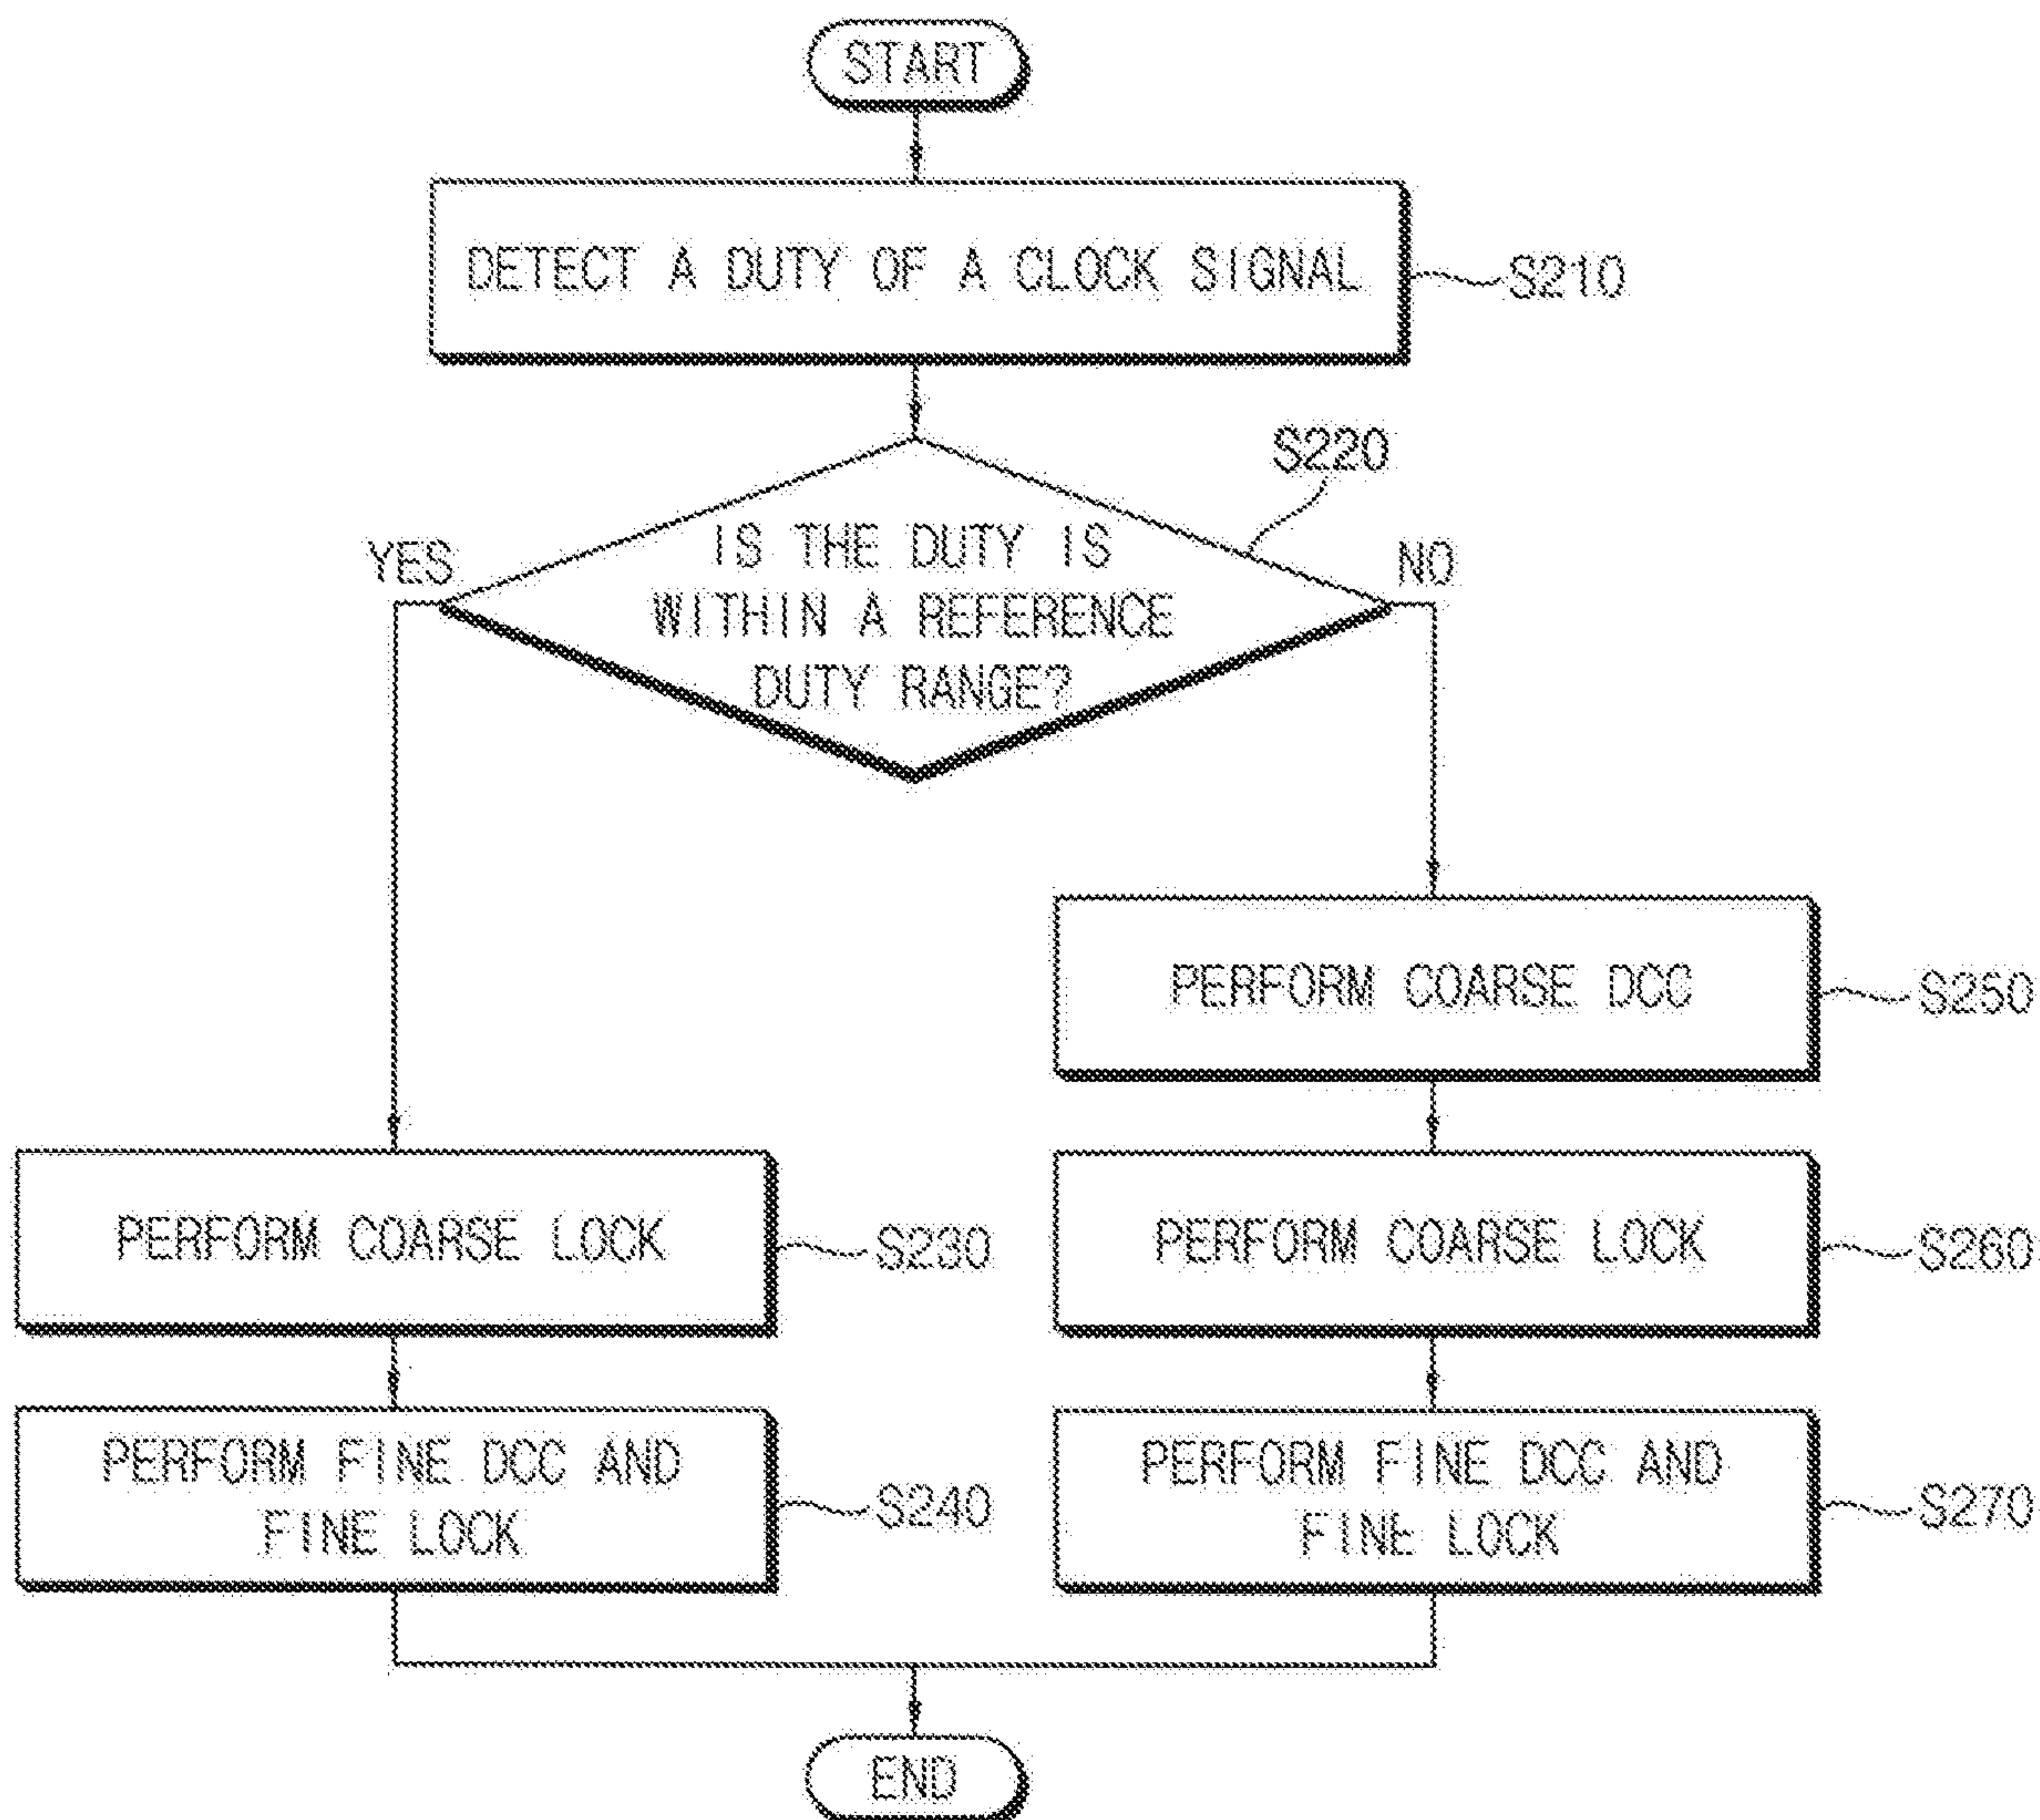 START
DETECT A DUTY OF A CLOCK SIGNAL
S210
S220
IS THE DUTY IS
WITHIN A REFERENCE
DUTY RANGE?
YES
NO
PERFORM COARSE DCC
S250
PERFORM COARSE LOCK
S230
PERFORM COARSE LOCK
S260
PERFORM FINE DCC AND
FINE LOCK
S240
PERFORM FINE DCC AND
FINE LOCK
S270
END